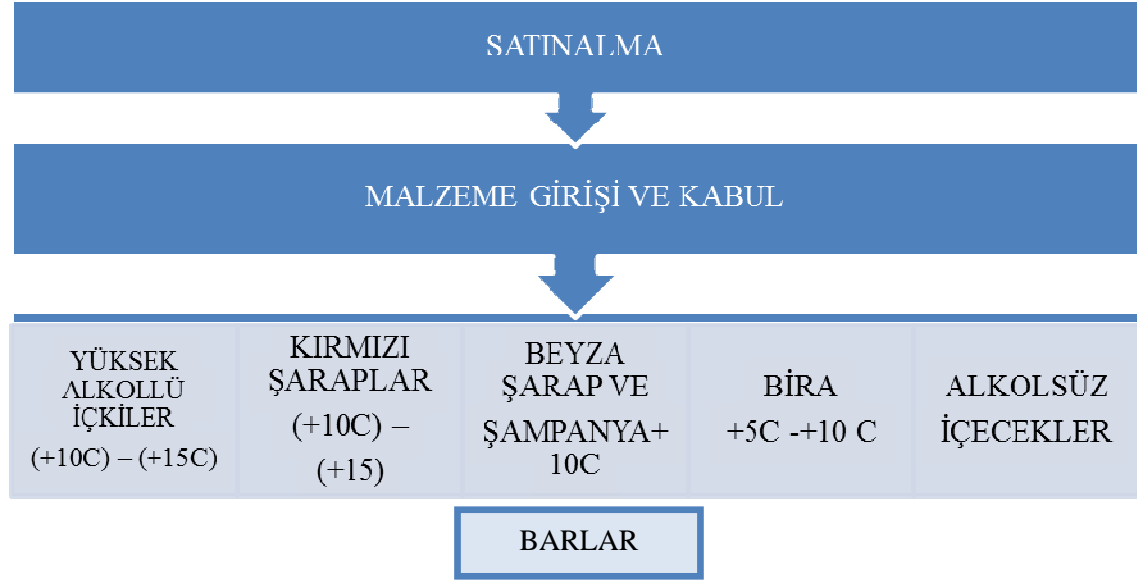 SATINALMA
MALZEME GİRİŞİ VE KABUL
YÜKSEK
ALKOLLÜ
İÇKİLER
(+10C) – (+15C)
KIRMIZI
ŞARAPLAR
(+10C) –
(+15)
BEYZA
ŞARAP VE
ŞAMPANYA+
10C
BİRA
+5C -+10 C
ALKOLSÜZ
İÇECEKLER
BARLAR